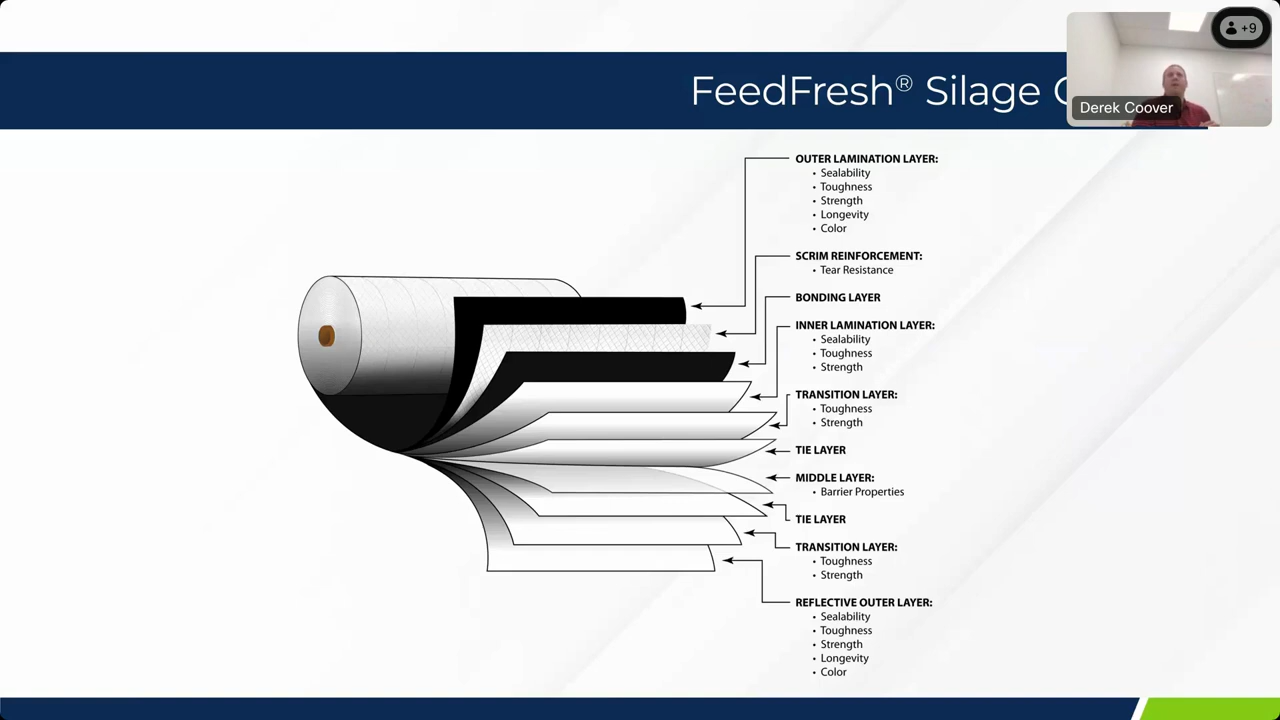 FeedFresh® Silage
+9
Derek Coover
OUTER LAMINATION LAYER:
• Sealability
• Toughness
• Strength
• Longevity
• Color
SCRIM REINFORCEMENT:
• Tear Resistance
BONDING LAYER
INNER LAMINATION LAYER:
• Sealability
• Toughness
• Strength
TRANSITION LAYER:
• Toughness
• Strength
TIE LAYER
MIDDLE LAYER:
• Barrier Properties
TIE LAYER
TRANSITION LAYER:
• Toughness
• Strength
REFLECTIVE OUTER LAYER:
• Sealability
• Toughness
• Strength
• Longevity
• Color